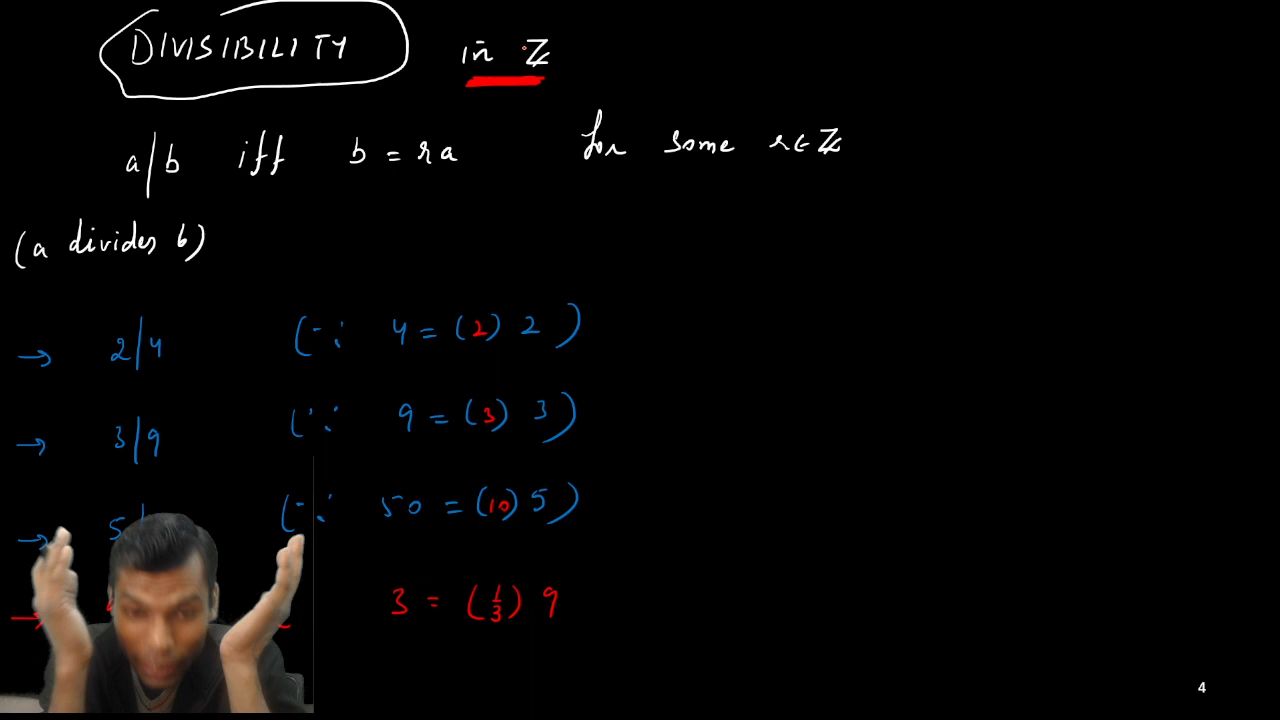 DIVISIBILITY in ℤ
a|b iff b = ra for some r∈ℤ
(a divides b)
→ 2|4 (∵ 4 = (2) 2)
→ 3|9 (∵ 9 = (3) 3)
→ 5| (∵ 50 = (10) 5)
→ 3 = (1/3) 9
4